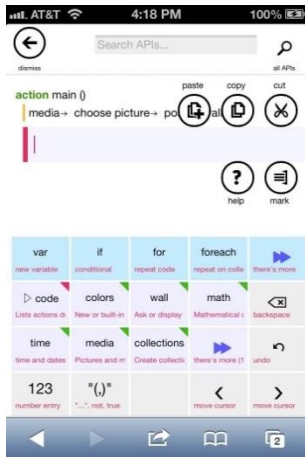 AT&T 4:18 PM 100%
Search APIs...
dismiss all APIs
paste copy cut
action main ()
media→ choose picture→ po
?
help mark
var if for foreach
new variable conditional repeat code repeat on colle there's more
▷ code colors wall math
Lists actions d New or built-in Ask or display Mathematical c backspace
time media collections
time and dates Pictures and m Create collecti there's more (1 undo
123 "(,)" < >
number entry "...", not, true move cursor move cursor
2